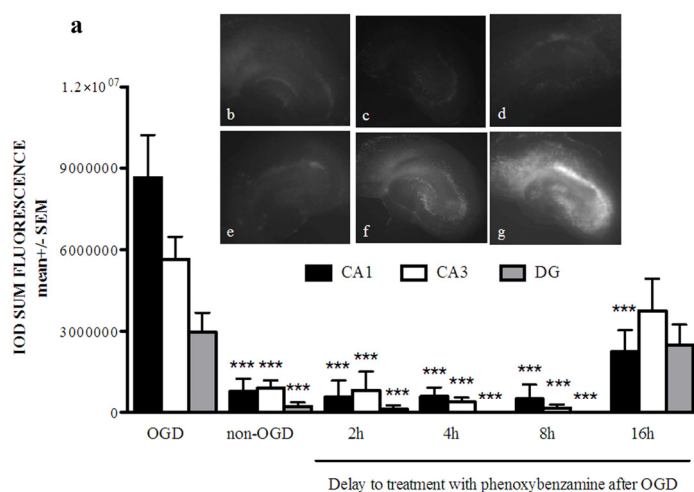 a
b
c
d
e
f
g
IOD SUM FLUORESCENCE
mean+/- SEM
1.2×10⁰⁷
9000000
6000000
3000000
0
CA1 CA3 DG
*** *** ***
*** *** ***
*** *** ***
*** *** ***
***
OGD non-OGD 2h 4h 8h 16h
Delay to treatment with phenoxybenzamine after OGD